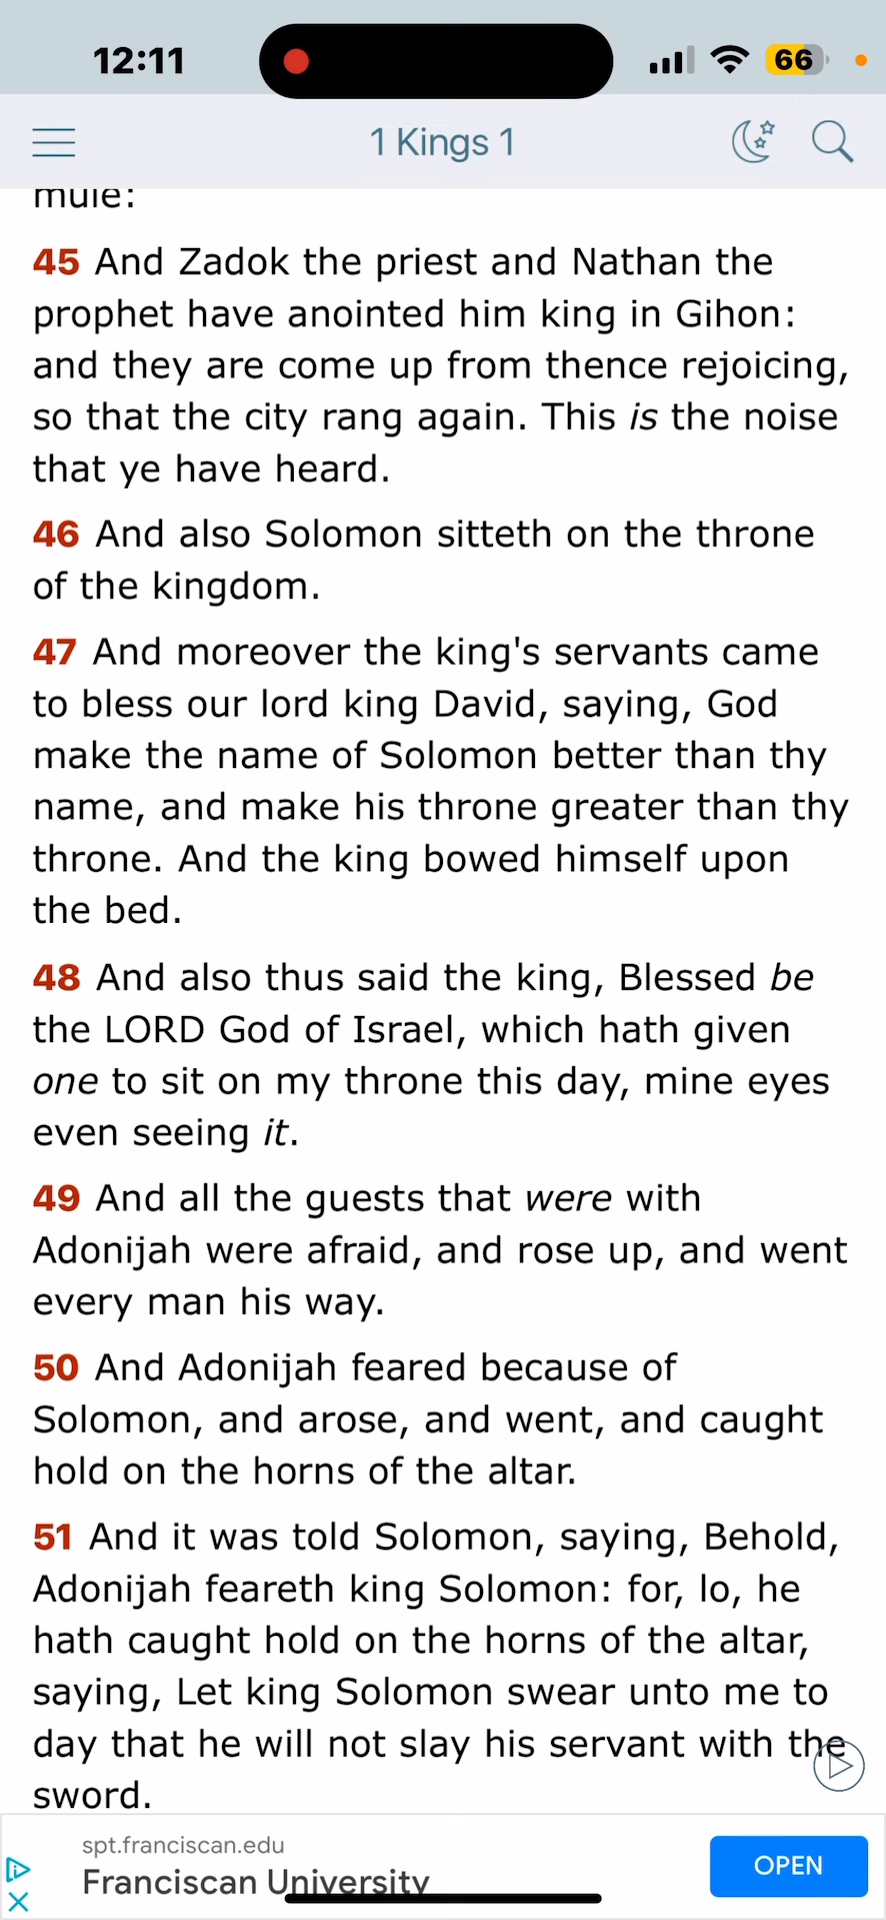 12:11
66
1 Kings 1
mule:
45 And Zadok the priest and Nathan the
prophet have anointed him king in Gihon:
and they are come up from thence rejoicing,
so that the city rang again. This is the noise
that ye have heard.
46 And also Solomon sitteth on the throne
of the kingdom.
47 And moreover the king's servants came
to bless our lord king David, saying, God
make the name of Solomon better than thy
name, and make his throne greater than thy
throne. And the king bowed himself upon
the bed.
48 And also thus said the king, Blessed be
the LORD God of Israel, which hath given
one to sit on my throne this day, mine eyes
even seeing it.
49 And all the guests that were with
Adonijah were afraid, and rose up, and went
every man his way.
50 And Adonijah feared because of
Solomon, and arose, and went, and caught
hold on the horns of the altar.
51 And it was told Solomon, saying, Behold,
Adonijah feareth king Solomon: for, lo, he
hath caught hold on the horns of the altar,
saying, Let king Solomon swear unto me to
day that he will not slay his servant with the
sword.
spt.franciscan.edu
Franciscan University
OPEN